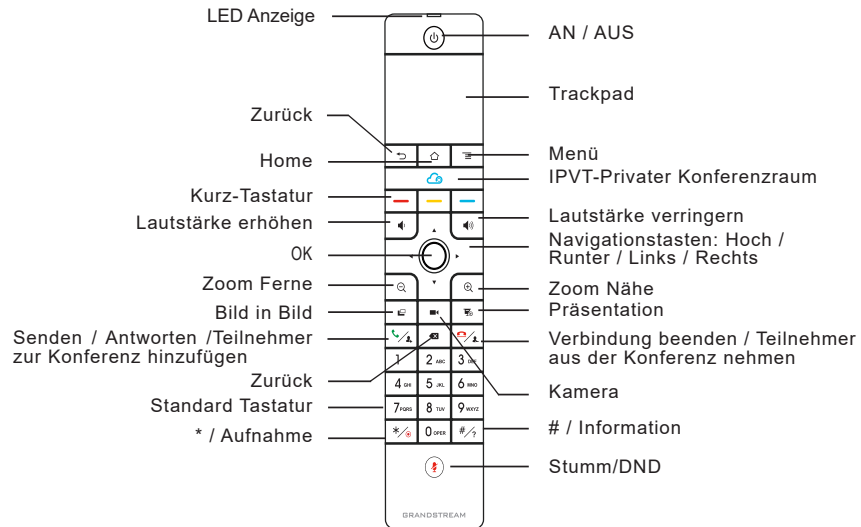 LED Anzeige
AN / AUS
Trackpad
Zurück
Home
Menü
IPVT-Privater Konferenzraum
Kurz-Tastatur
Lautstärke erhöhen
Lautstärke verringern
OK
Navigationstasten: Hoch /
Runter / Links / Rechts
Zoom Ferne
Zoom Nähe
Bild in Bild
Präsentation
Senden / Antworten /Teilnehmer
zur Konferenz hinzufügen
Verbindung beenden / Teilnehmer
aus der Konferenz nehmen
Zurück
Kamera
Standard Tastatur
* / Aufnahme
# / Information
Stumm/DND
1 2 ABC 3 DEF
4 GHI 5 JKL 6 MNO
7 PQRS 8 TUV 9 WXYZ
*/ 0 OPER #/?
GRANDSTREAM